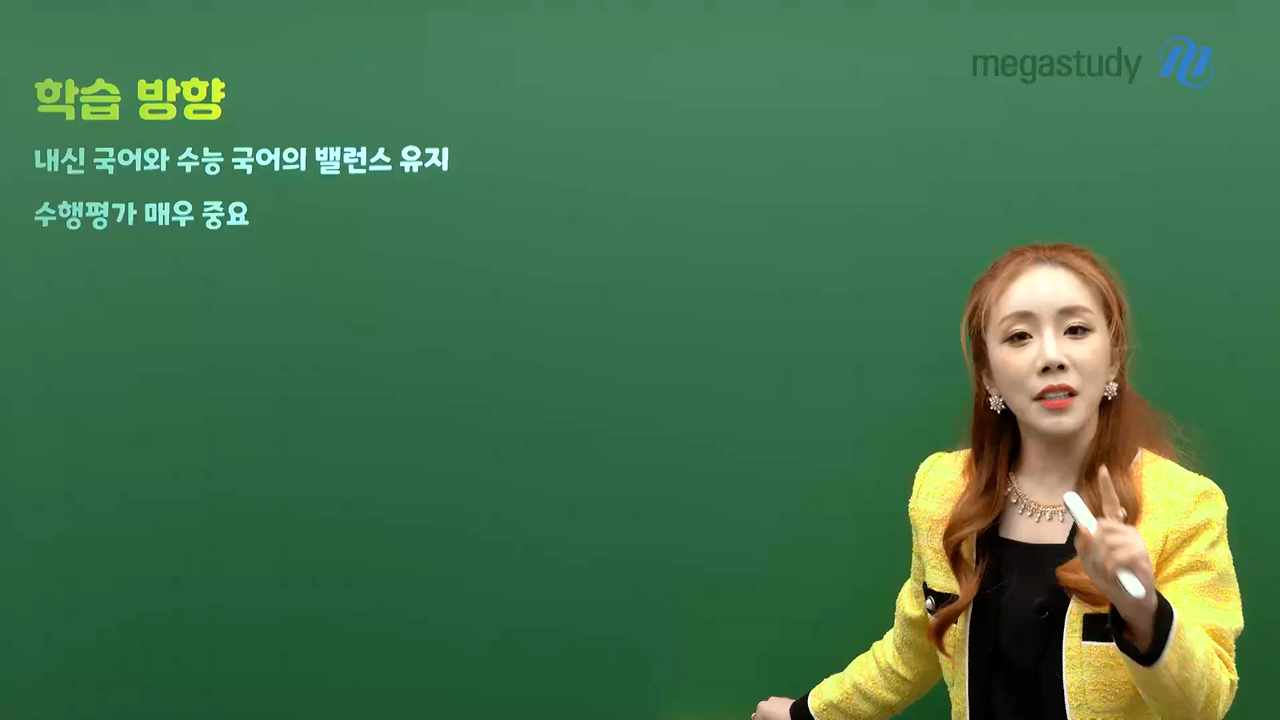 megastudy
학습 방향
내신 국어와 수능 국어의 밸런스 유지
수행평가 매우 중요